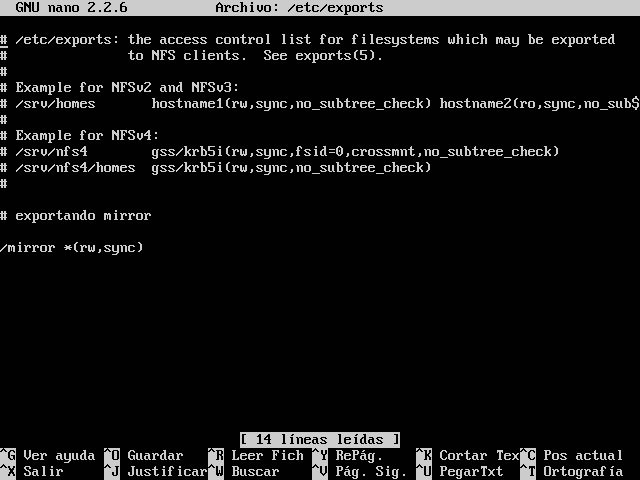 GNU nano 2.2.6 Archivo: /etc/exports
# /etc/exports: the access control list for filesystems which may be exported
# to NFS clients. See exports(5).
#
# Example for NFSv2 and NFSv3:
# /srv/homes hostname1(rw,sync,no_subtree_check) hostname2(ro,sync,no_sub$
#
# Example for NFSv4:
# /srv/nfs4 gss/krb5i(rw,sync,fsid=0,crossmnt,no_subtree_check)
# /srv/nfs4/homes gss/krb5i(rw,sync,no_subtree_check)
#
# exportando mirror
/mirror *(rw,sync)
[ 14 líneas leídas ]
^G Ver ayuda ^O Guardar ^R Leer Fich ^Y RePág. ^K Cortar Tex ^C Pos actual
^X Salir ^J Justificar ^W Buscar ^V Pág. Sig. ^U PegarTxt ^T Ortografía